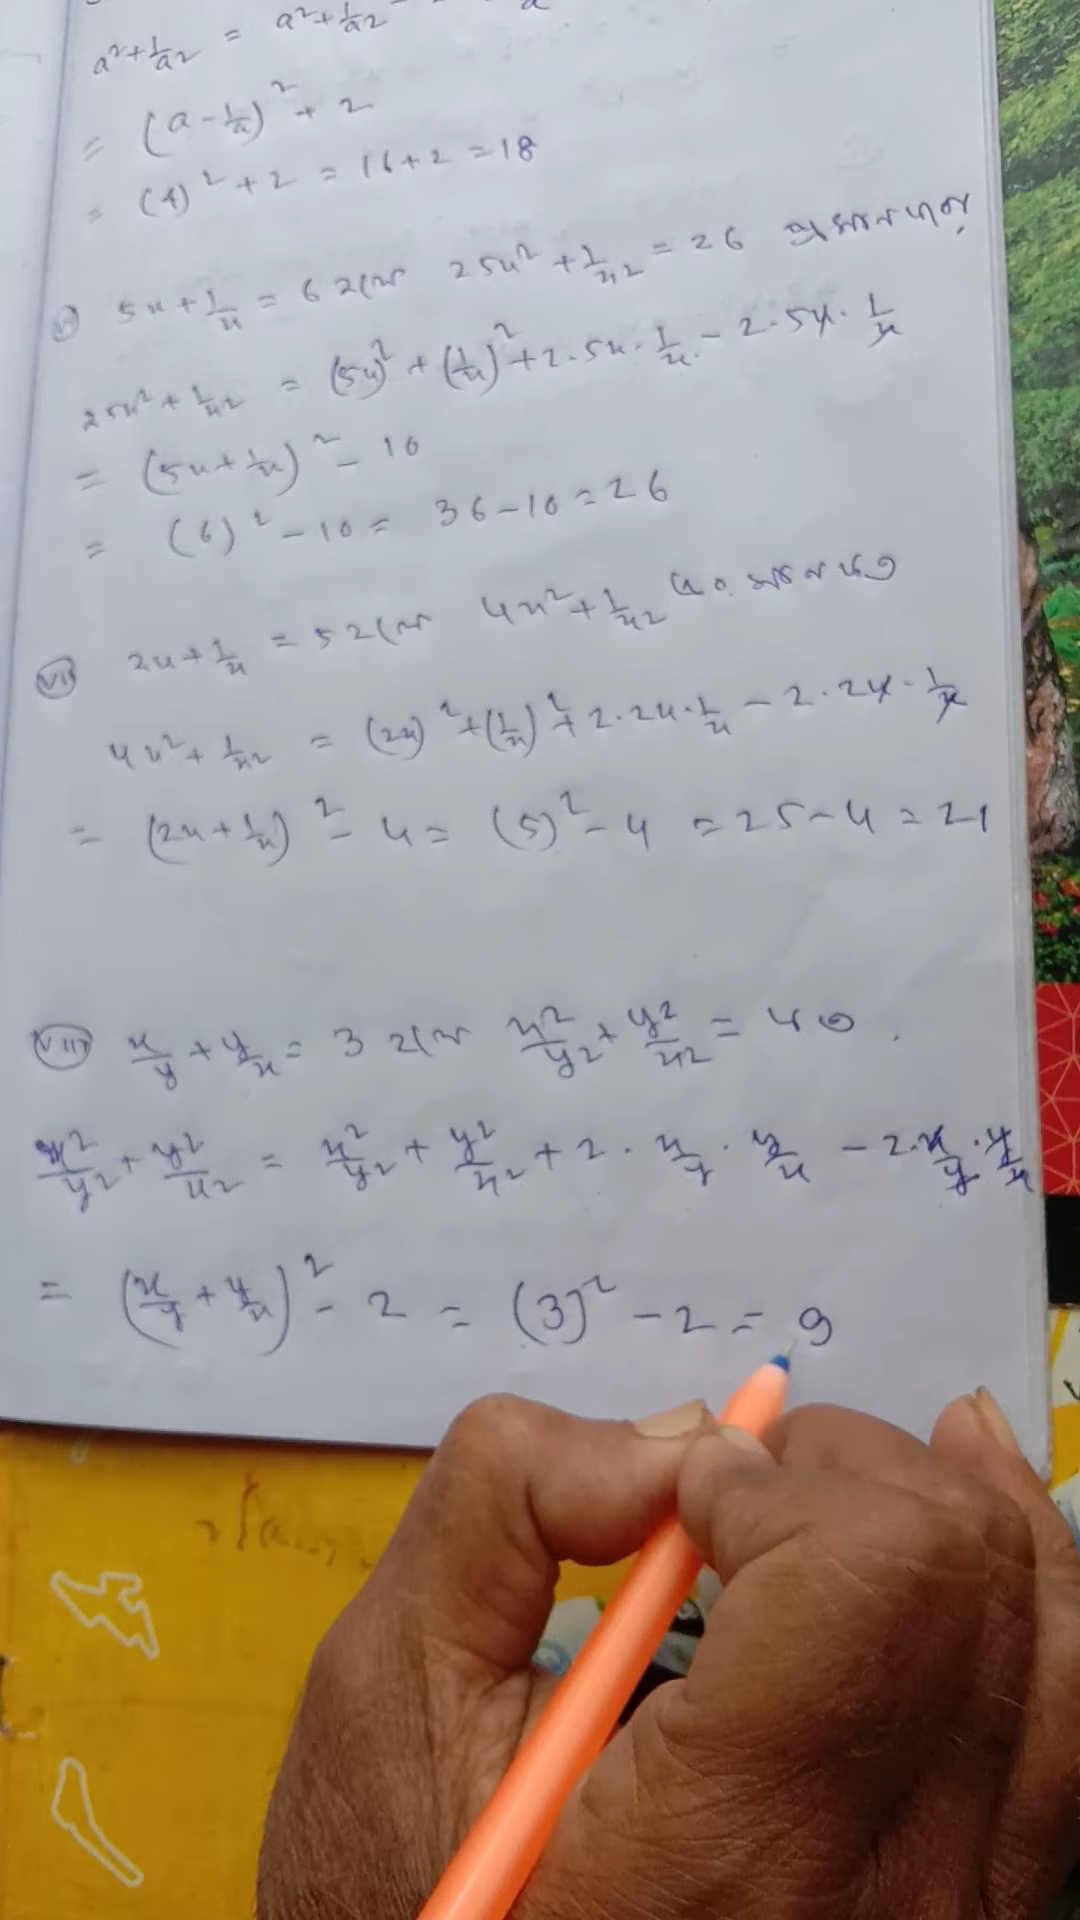 a²+1/a² = a²+1/a²
= (a-1/a)²+2
= (4)²+2 = 16+2 = 18
5x+1/x = 6 হলে 25x²+1/x² = 26
25x²+1/x² = (5x)²+(1/x)²+2.5x.1/x-2.5x.1/x
= (5x+1/x)²-10
= (6)²-10 = 36-10 = 26
(VII) 2x+1/x = 5 হলে 4x²+1/x²
4x²+1/x² = (2x)²+(1/x)²+2.2x.1/x-2.2x.1/x
= (2x+1/x)²-4 = (5)²-4 = 25-4 = 21
(VIII) x/y+y/x = 3 হলে x²/y²+y²/x² = কত
x²/y²+y²/x² = x²/y²+y²/x²+2.x/y.y/x-2.x/y.y/x
= (x/y+y/x)²-2 = (3)²-2 = 9